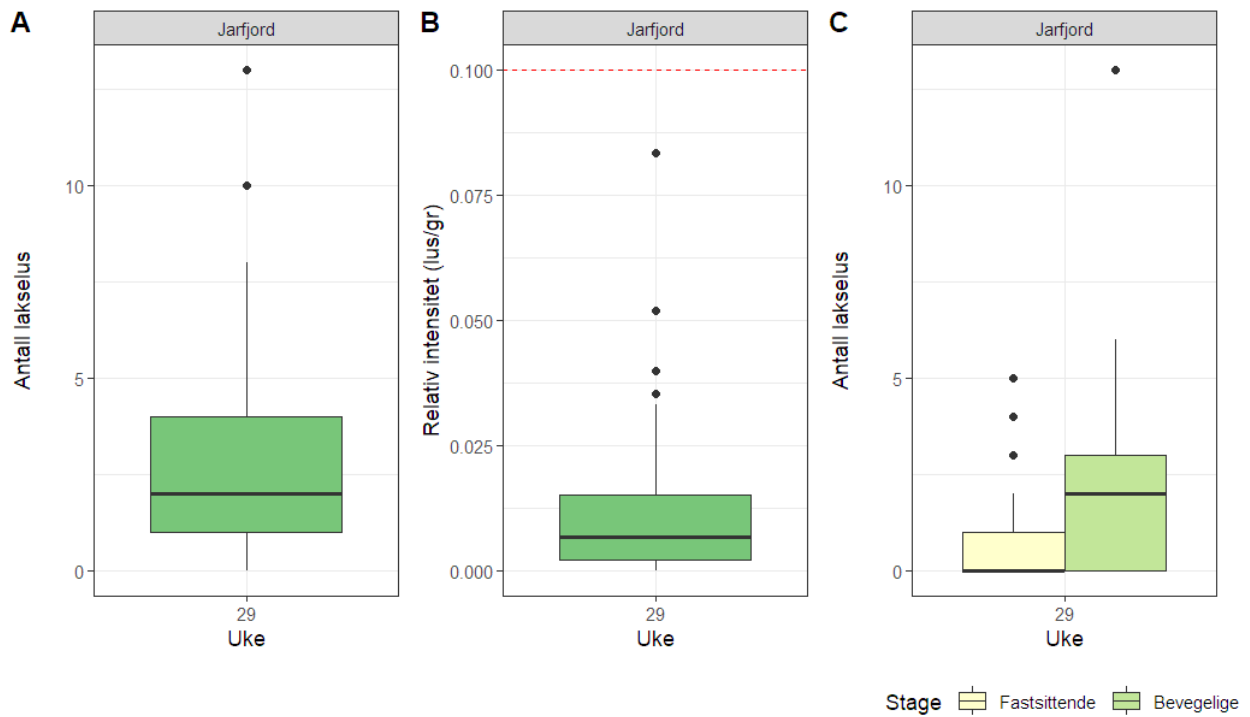 A
Jarfjord
Antall lakselus
10
5
0
29
Uke
B
Jarfjord
Relativ intensitet (lus/gr)
0.100
0.075
0.050
0.025
0.000
29
Uke
C
Jarfjord
Antall lakselus
10
5
0
29
Uke
Stage Fastsittende Bevegelige